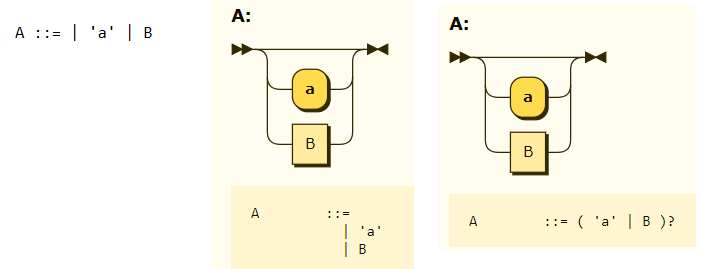 A ::= | 'a' | B
A:
a
B
A ::=
| 'a'
| B
A:
a
B
A ::= ( 'a' | B )?